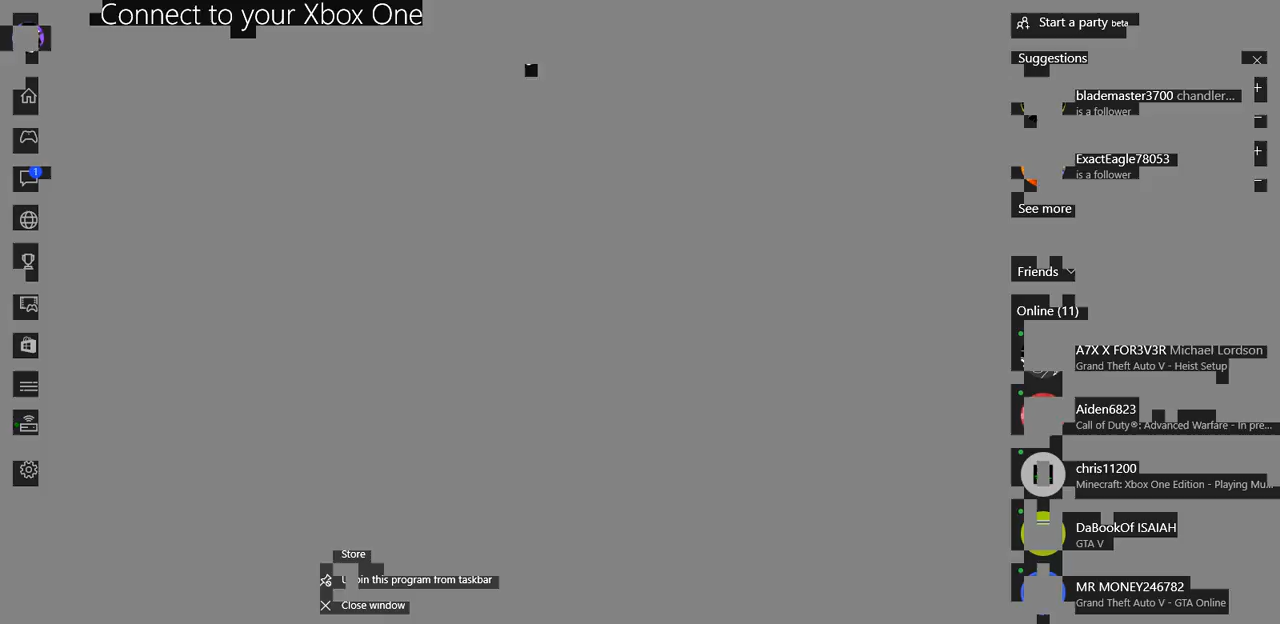 Connect to your Xbox One
Start a party beta
Suggestions
blademaster3700 chandler...
is a follower
1
ExactEagle78053
is a follower
See more
Friends
Online (11)
A7X X FOR3V3R Michael Lordson
Grand Theft Auto V - Heist Setup
Aiden6823
Call of Duty®: Advanced Warfare - In pre...
chris11200
Minecraft: Xbox One Edition - Playing Mu...
DaBookOf ISAIAH
GTA V
MR MONEY246782
Grand Theft Auto V - GTA Online
Store
this program from taskbar
Close window